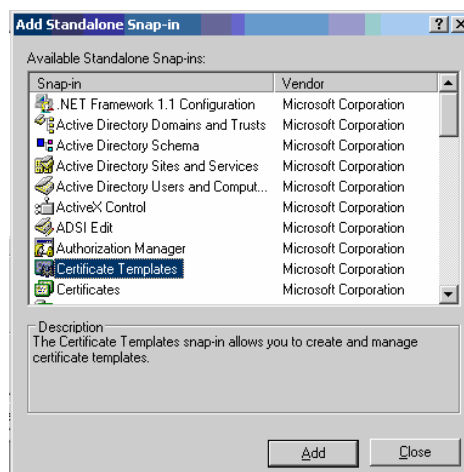 Add Standalone Snap-in
Available Standalone Snap-ins:
Snap-in Vendor
.NET Framework 1.1 Configuration Microsoft Corporation
Active Directory Domains and Trusts Microsoft Corporation
Active Directory Schema Microsoft Corporation
Active Directory Sites and Services Microsoft Corporation
Active Directory Users and Comput... Microsoft Corporation
ActiveX Control Microsoft Corporation
ADSI Edit Microsoft Corporation
Authorization Manager Microsoft Corporation
Certificate Templates Microsoft Corporation
Certificates Microsoft Corporation
Description
The Certificate Templates snap-in allows you to create and manage
certificate templates.
Add Close